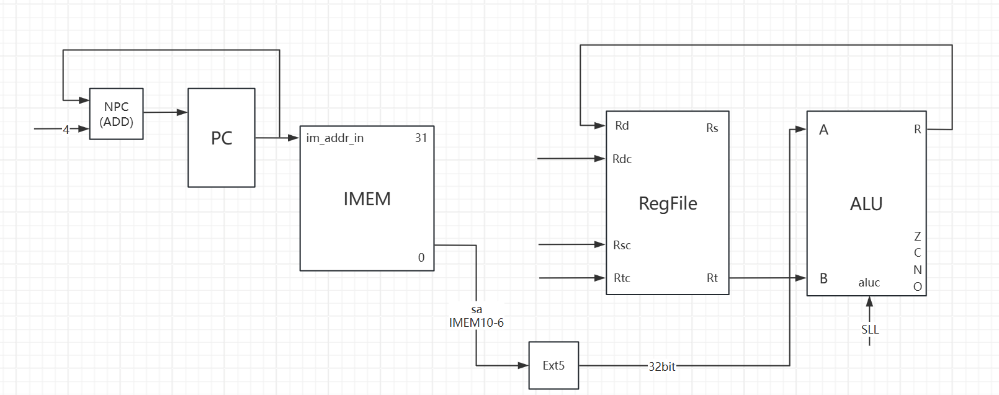 NPC
(ADD)
4
PC
im_addr_in
31
IMEM
0
sa
IMEM10-6
Ext5
32bit
Rd
Rs
Rdc
RegFile
Rsc
Rtc
Rt
A
R
ALU
Z
C
N
O
B
aluc
SLL